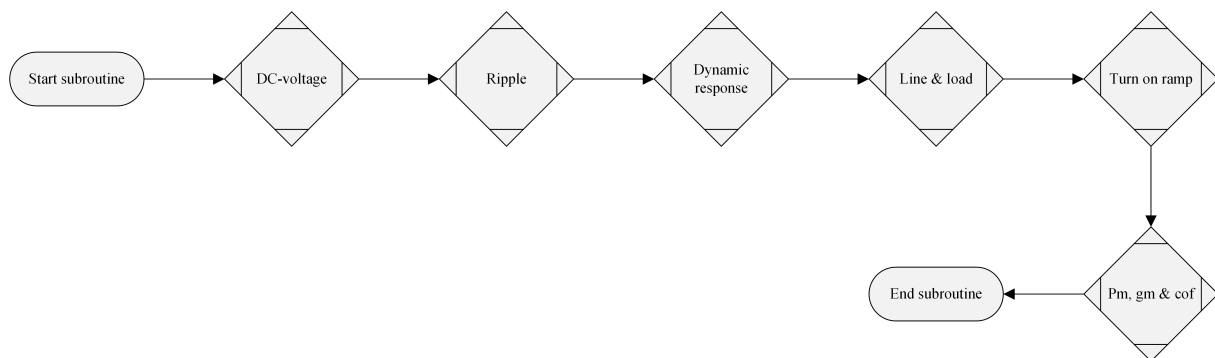 Start subroutine
DC-voltage
Ripple
Dynamic
response
Line & load
Turn on ramp
Pm, gm & cof
End subroutine